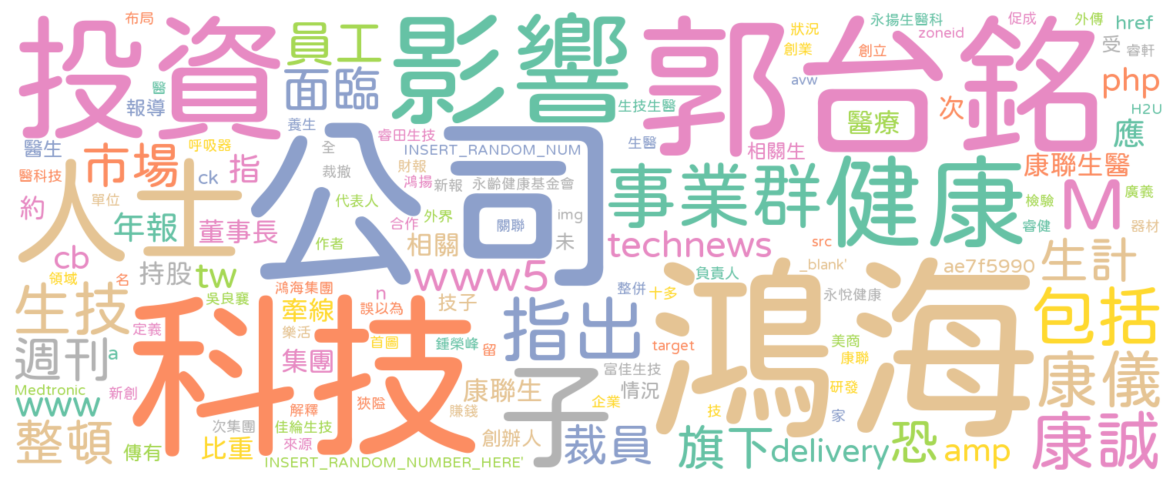 投資
布局
醫
報導
員工
面臨
影響
生技生醫
郭台銘
醫療
相關生
永揚生醫科
狀況
創業
avw
創立
zoneid
促成
次
外傳
受
php
應
href
睿軒
H2U
醫生
醫科技
單位
約
市場
呼吸器
ck
指
養生
全
裁撤
睿田生技
INSERT_RANDOM_NUM
財報
鴻揚
新報
永齡健康基金會
生醫
事業群
健康
康聯生醫
M
檢驗
睿健
廣義
器材
人士
年報
董事長
公司
代表人
作者
合作
外界
相關
關聯
img
未
technews
src
_blank'
ae7f5990
生計
cb
領域
名
持股
tw
吳良襄
鴻海集團
n
誤以為
技子
www5
負責人
整併
十多
永悅健康
生技
定義
牽線
樂活
首圖
鍾榮峰
指出
target
鴻海
美商
康聯
包括
週刊
a
科技
集團
狹隘
留
康聯生
子
富佳生技
情況
企業
技
研發
家
康儀
Medtronic
新創
www
次集團
解釋
佳綸生技
來源
賺錢
創辦人
整頓
傳有
比重
INSERT_RANDOM_NUMBER_HERE'
裁員
旗下
delivery
恐
amp
康誠